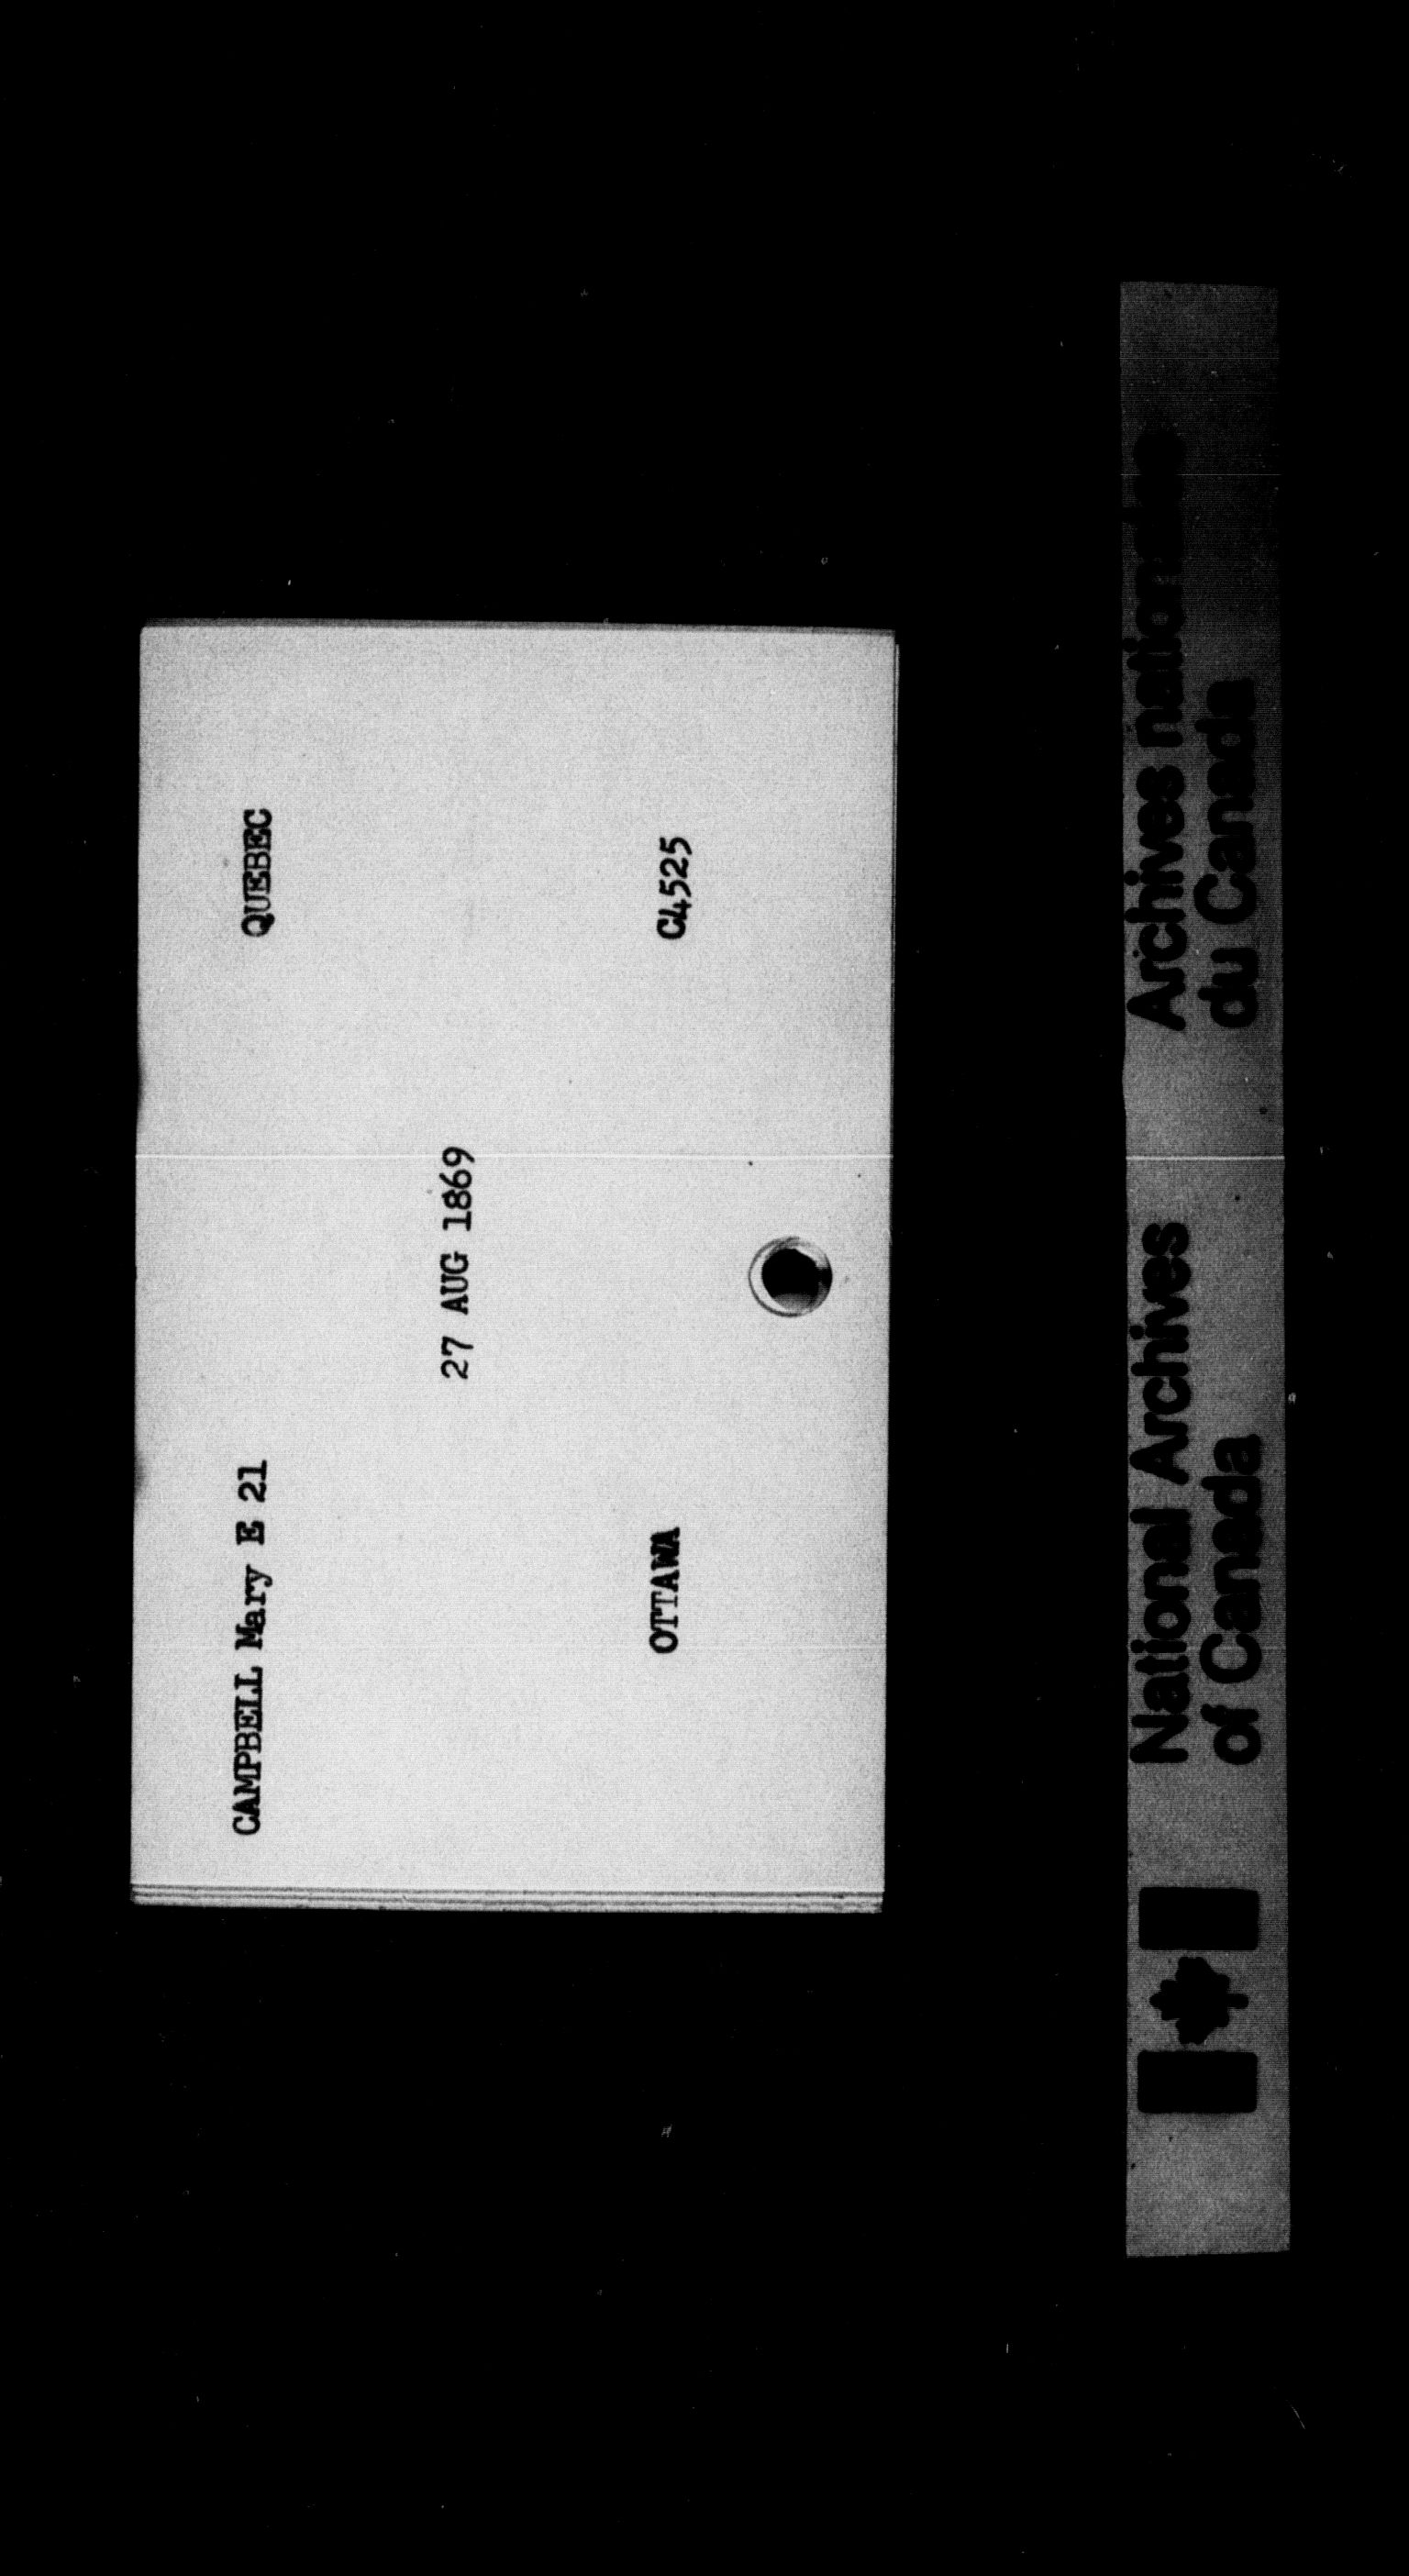 CAMPBELL Mary E 21 QUEBEC
27 AUG 1869
OTTAWA C4525
National Archives
of Canada
Archives nationales
du Canada